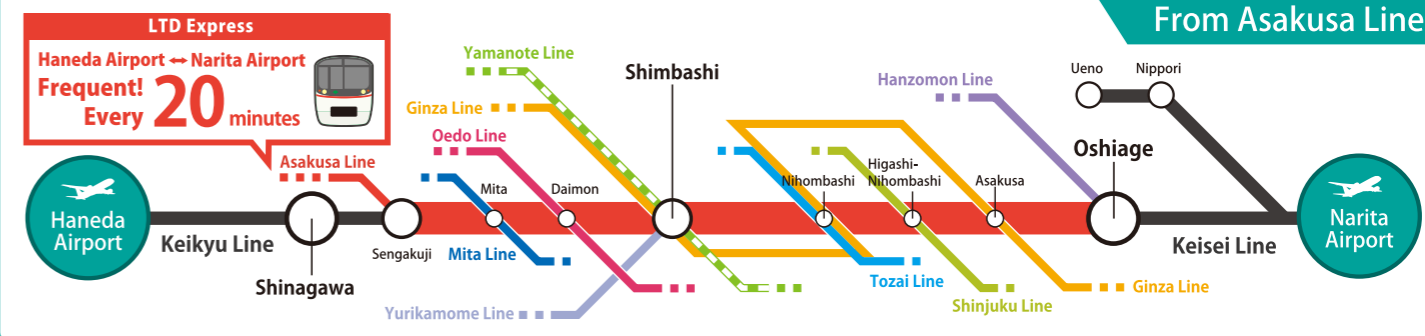 From Asakusa Line
LTD Express
Haneda Airport ↔ Narita Airport
Frequent!
Every 20 minutes
Yamanote Line
Ginza Line
Oedo Line
Asakusa Line
Shimbashi
Hanzomon Line
Ueno
Nippori
Oshiage
Haneda
Airport
Keikyu Line
Shinagawa
Sengakuji
Mita
Mita Line
Daimon
Yurikamome Line
Nihombashi
Higashi-
Nihombashi
Asakusa
Tozai Line
Shinjuku Line
Ginza Line
Keisei Line
Narita
Airport